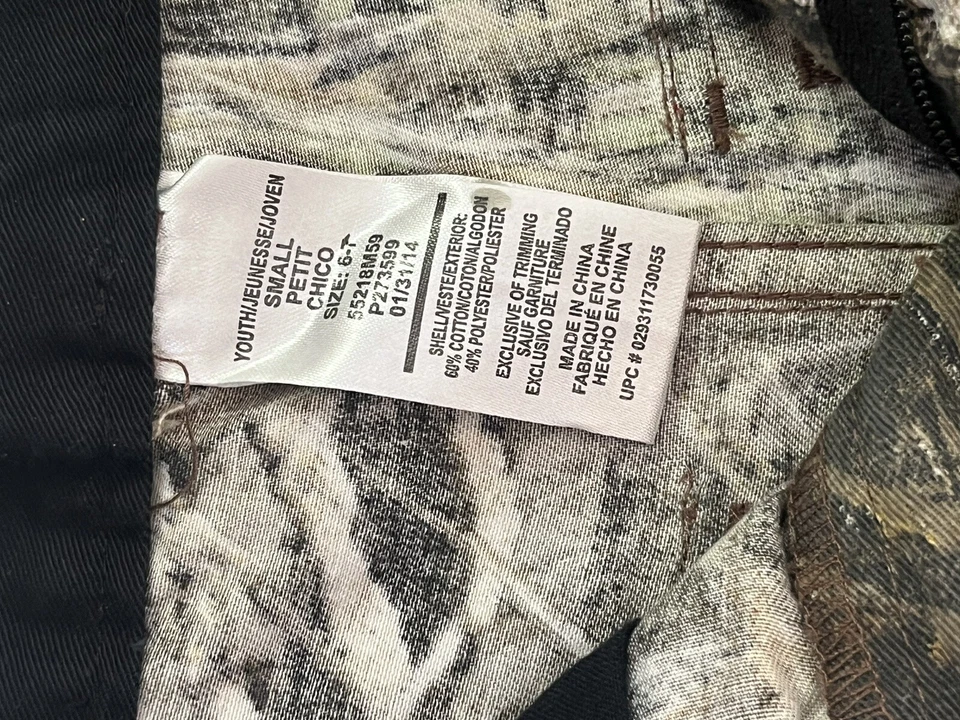 YOUTH/JEUNESSE/JOVEN
SMALL
PETIT
CHICO
SIZE: 6-7
55218M59
P273599
01/31/14
SHELL/VESTE/EXTERIOR:
60% COTTON/COTON/ALGODON
40% POLYESTER/POLIESTER
EXCLUSIVE OF TRIMMING
SAUF GARNITURE
EXCLUSIVO DEL TERMINADO
MADE IN CHINA
FABRIQUÉ EN CHINE
HECHO EN CHINA
UPC # 029311730055